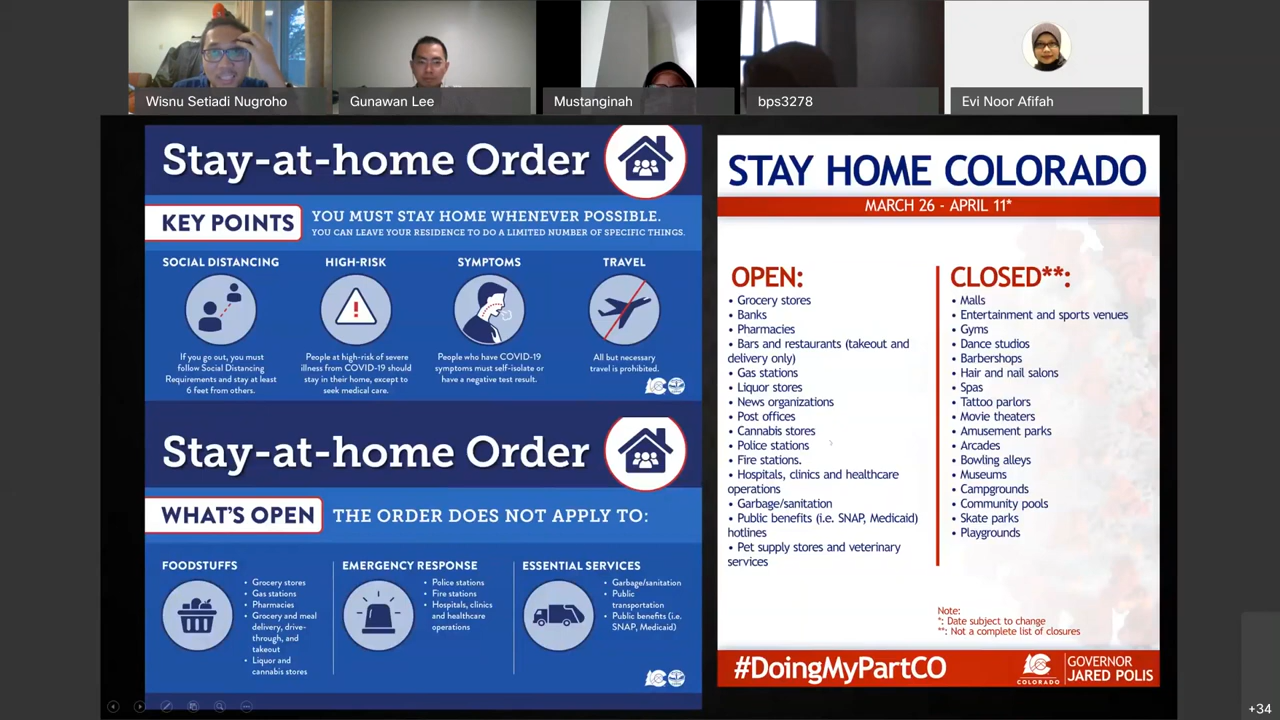 Wisnu Setiadi Nugroho
Gunawan Lee
Mustanginah
bps3278
Evi Noor Afifah
Stay-at-home Order
KEY POINTS
YOU MUST STAY HOME WHENEVER POSSIBLE.
YOU CAN LEAVE YOUR RESIDENCE TO DO A LIMITED NUMBER OF SPECIFIC THINGS.
SOCIAL DISTANCING
If you go out, you must
follow Social Distancing
Requirements and stay at least
6 feet from others.
HIGH-RISK
People at high-risk of severe
illness from COVID-19 should
stay in their home, except to
seek medical care.
SYMPTOMS
People who have COVID-19
symptoms must self-isolate or
have a negative test result.
TRAVEL
All but necessary
travel is prohibited.
Stay-at-home Order
WHAT'S OPEN
THE ORDER DOES NOT APPLY TO:
FOODSTUFFS
• Grocery stores
• Gas stations
• Pharmacies
• Grocery and meal
delivery, drive-
through, and
takeout
• Liquor and
cannabis stores
EMERGENCY RESPONSE
• Police stations
• Fire stations
• Hospitals, clinics
and healthcare
operations
ESSENTIAL SERVICES
• Garbage/sanitation
• Public
transportation
• Public benefits (i.e.
SNAP, Medicaid)
STAY HOME COLORADO
MARCH 26 - APRIL 11*
OPEN:
• Grocery stores
• Banks
• Pharmacies
• Bars and restaurants (takeout and
delivery only)
• Gas stations
• Liquor stores
• News organizations
• Post offices
• Cannabis stores
• Police stations
• Fire stations.
• Hospitals, clinics and healthcare
operations
• Garbage/sanitation
• Public benefits (i.e. SNAP, Medicaid)
hotlines
• Pet supply stores and veterinary
services
CLOSED**:
• Malls
• Entertainment and sports venues
• Gyms
• Dance studios
• Barbershops
• Hair and nail salons
• Spas
• Tattoo parlors
• Movie theaters
• Amusement parks
• Arcades
• Bowling alleys
• Museums
• Campgrounds
• Community pools
• Skate parks
• Playgrounds
Note:
*: Date subject to change
**: Not a complete list of closures
#DoingMyPartCO
COLORADO
GOVERNOR
JARED POLIS
+34